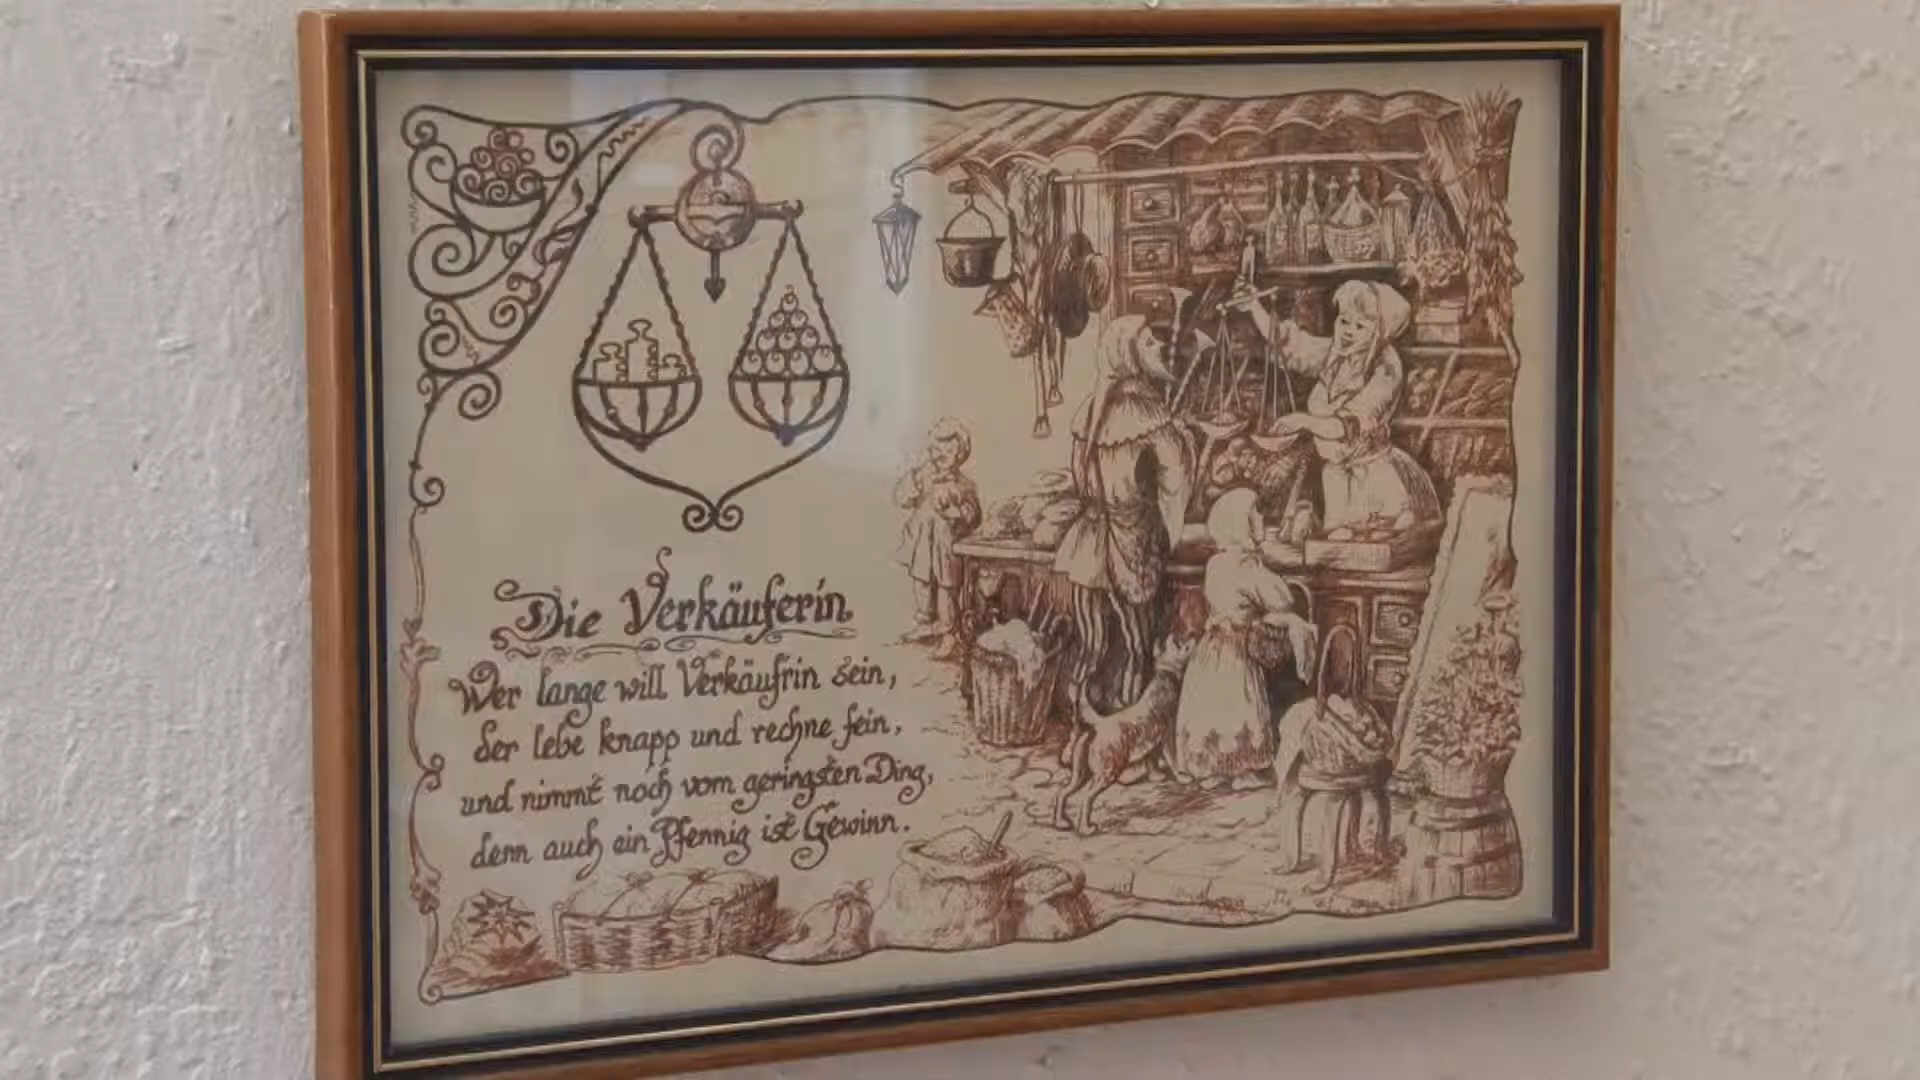 Die Verkäuferin
Wer lange will Verkäufrin sein,
der lebe knapp und rechne fein,
und nimmt noch vom geringsten Ding,
denn auch ein Pfennig ist Gewinn.